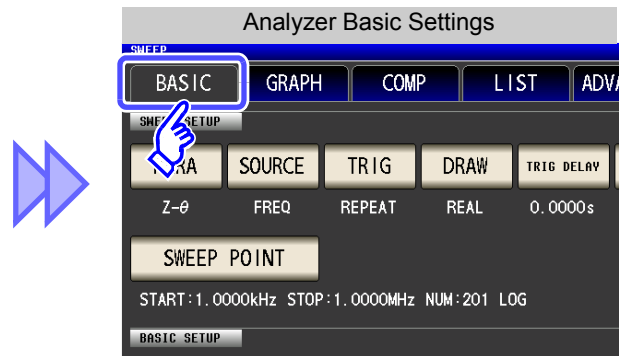 Analyzer Basic Settings
SWEEP
BASIC GRAPH COMP LIST
SETUP
SOURCE TRIG DRAW TRIG DELAY
Z-θ FREQ REPEAT REAL 0.0000s
SWEEP POINT
START:1.0000kHz STOP:1.0000MHz NUM:201 LOG
BASIC SETUP